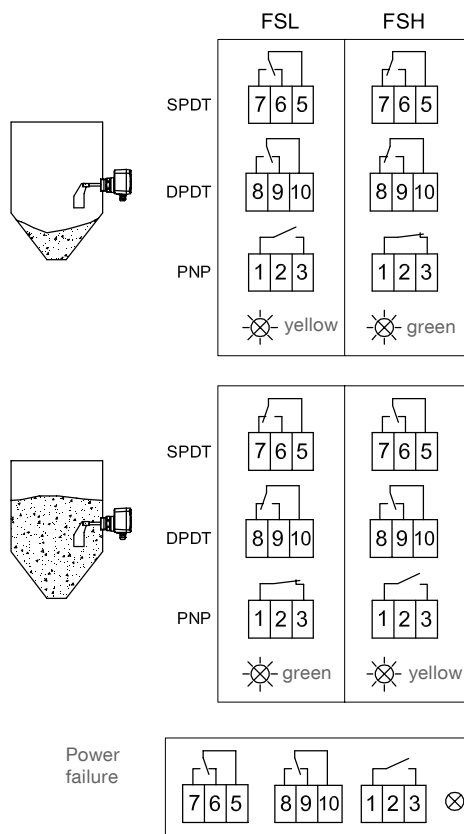 FSL FSH
SPDT 7 6 5 7 6 5
DPDT 8 9 10 8 9 10
PNP 1 2 3 1 2 3
yellow green
SPDT 7 6 5 7 6 5
DPDT 8 9 10 8 9 10
PNP 1 2 3 1 2 3
green yellow
Power
failure
7 6 5 8 9 10 1 2 3